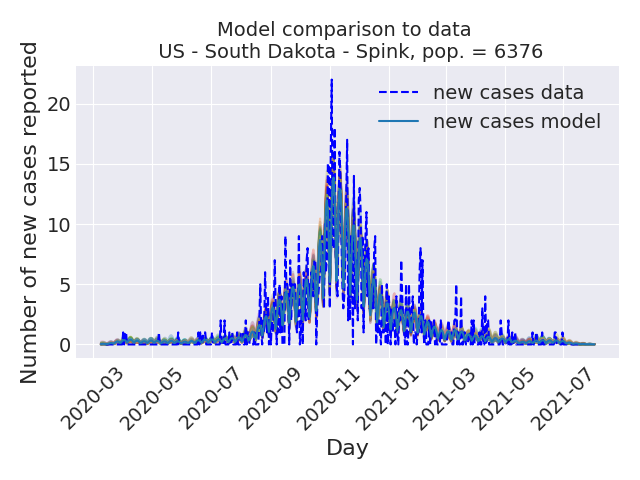 Model comparison to data
US - South Dakota - Spink, pop. = 6376
Number of new cases reported
20
15
10
5
0
new cases data
new cases model
2020-03
2020-05
2020-07
2020-09
2020-11
2021-01
2021-03
2021-05
2021-07
Day